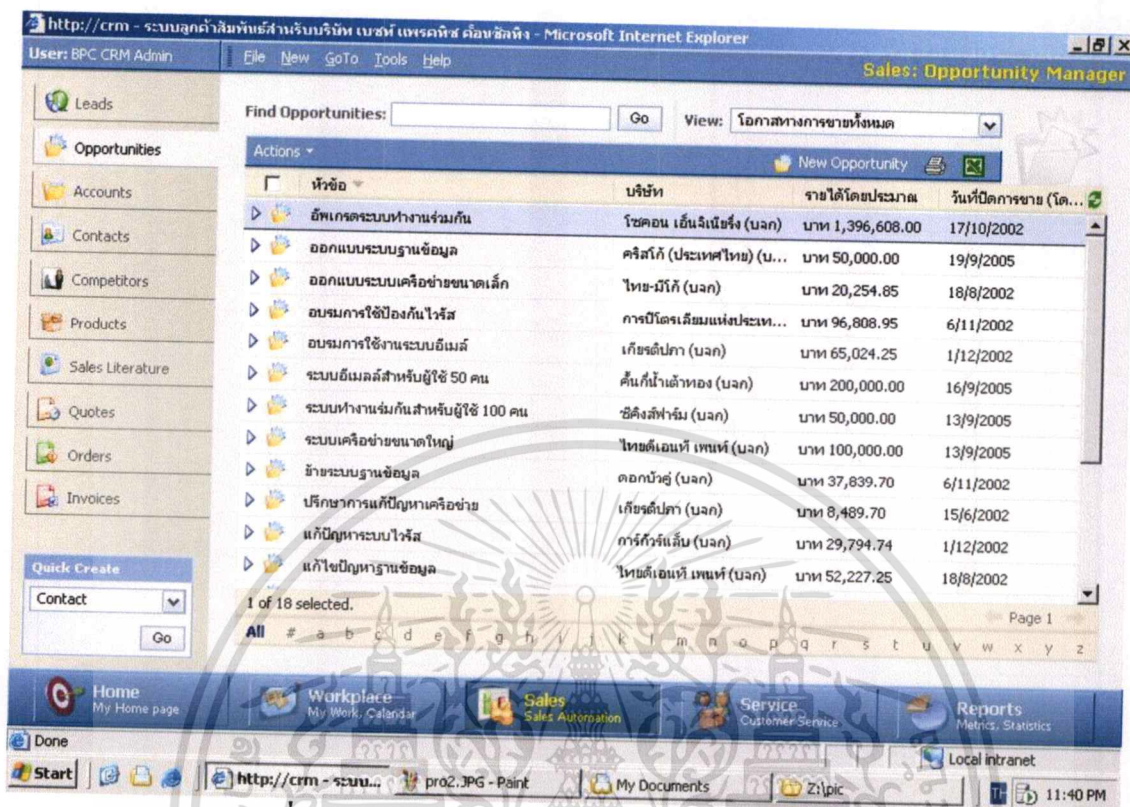 http://crm - ระบบลูกค้าสัมพันธ์สำหรับบริษัท เบซท์ แพรคทิซ ค็อนซัลทิง - Microsoft Internet Explorer
User: BPC CRM Admin File New GoTo Tools Help
Sales: Opportunity Manager
Leads
Opportunities
Accounts
Contacts
Competitors
Products
Sales Literature
Quotes
Orders
Invoices
Quick Create
Contact
Go
Find Opportunities: Go View: โอกาสทางการขายทั้งหมด
Actions New Opportunity
หัวข้อ บริษัท รายได้โดยประมาณ วันที่ปิดการขาย (โด...
อัพเกรดระบบทำงานร่วมกัน โซคอน เอ็นจิเนียริ่ง (บลก) บาท 1,396,608.00 17/10/2002
ออกแบบระบบฐานข้อมูล คริสโก้ (ประเทศไทย) (บ... บาท 50,000.00 19/9/2005
ออกแบบระบบเครือข่ายขนาดเล็ก ไทย-มีโก้ (บลก) บาท 20,254.85 18/8/2002
อบรมการใช้ป้องกันไวรัส การปิโตรเลียมแห่งประเท... บาท 96,808.95 6/11/2002
อบรมการใช้งานระบบอีเมล์ เกียรติปภา (บลก) บาท 65,024.25 1/12/2002
ระบบอีเมลล์สำหรับผู้ใช้ 50 คน คั้นกี่น้ำเต้าทอง (บลก) บาท 200,000.00 16/9/2005
ระบบทำงานร่มกันสำหรับผู้ใช้ 100 คน ซีคิงส์ฟาร์ม (บลก) บาท 50,000.00 13/9/2005
ระบบเครือข่ายขนาดใหญ่ ไทยดีเอนที เพนท์ (บลก) บาท 100,000.00 13/9/2005
ย้ายระบบฐานข้อมูล ดอกบัวคู่ (บลก) บาท 37,839.70 6/11/2002
ปรึกษาการแก้ปัญหาเครือข่าย เกียรติปภา (บลก) บาท 8,489.70 15/6/2002
แก้ปัญหาระบบไวรัส การ์กัวร์แล็บ (บลก) บาท 29,794.74 1/12/2002
แก้ไขปัญหาฐานข้อมูล ไทยดีเอนที เพนท์ (บลก) บาท 52,227.25 18/8/2002
1 of 18 selected. Page 1
All # a b c d e f g h i j k l m n o p q r s t u v w x y z
Home
My Home page
Workplace
My Work, Calendar
Sales
Sales Automation
Service
Customer Service
Reports
Metrics, Statistics
Done Local intranet
Start http://crm - ระบบ... pro2.JPG - Paint My Documents Z:\pic 11:40 PM